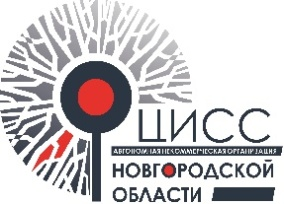 ЦИСС
АВТОНОМНАЯ НЕКОММЕРЧЕСКАЯ ОРГАНИЗАЦИЯ
НОВГОРОДСКОЙ
ОБЛАСТИ